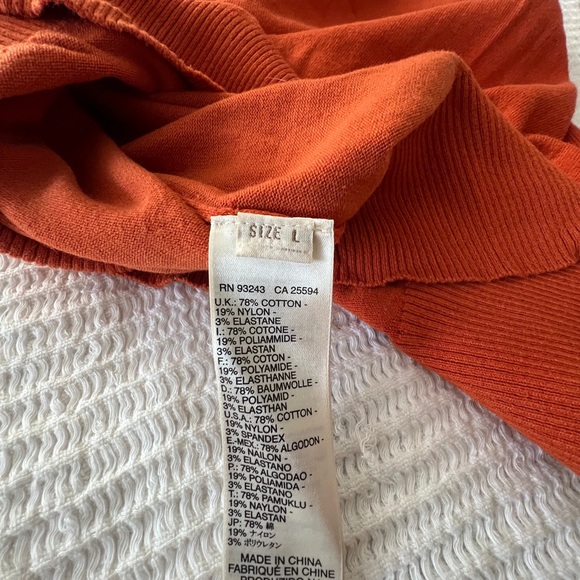 SIZE L
RN 93243 CA 25594
U.K.: 78% COTTON -
19% NYLON -
3% ELASTANE
I.: 78% COTONE -
19% POLIAMMIDE -
3% ELASTAN
F.: 78% COTON -
19% POLYAMIDE -
3% ELASTHANNE
D.: 78% BAUMWOLLE -
19% POLYAMID -
3% ELASTHAN
U.S.A.: 78% COTTON -
19% NYLON -
3% SPANDEX
E.-MEX.: 78% ALGODON -
19% NAILON -
3% ELASTANO
P.: 78% ALGODAO -
19% POLIAMIDA -
3% ELASTANO
T.: 78% PAMUKLU -
19% NAYLON -
3% ELASTAN
JP: 78% 綿
19% ナイロン
3% ポリウレタン
MADE IN CHINA
FABRIQUÉ EN CHINE